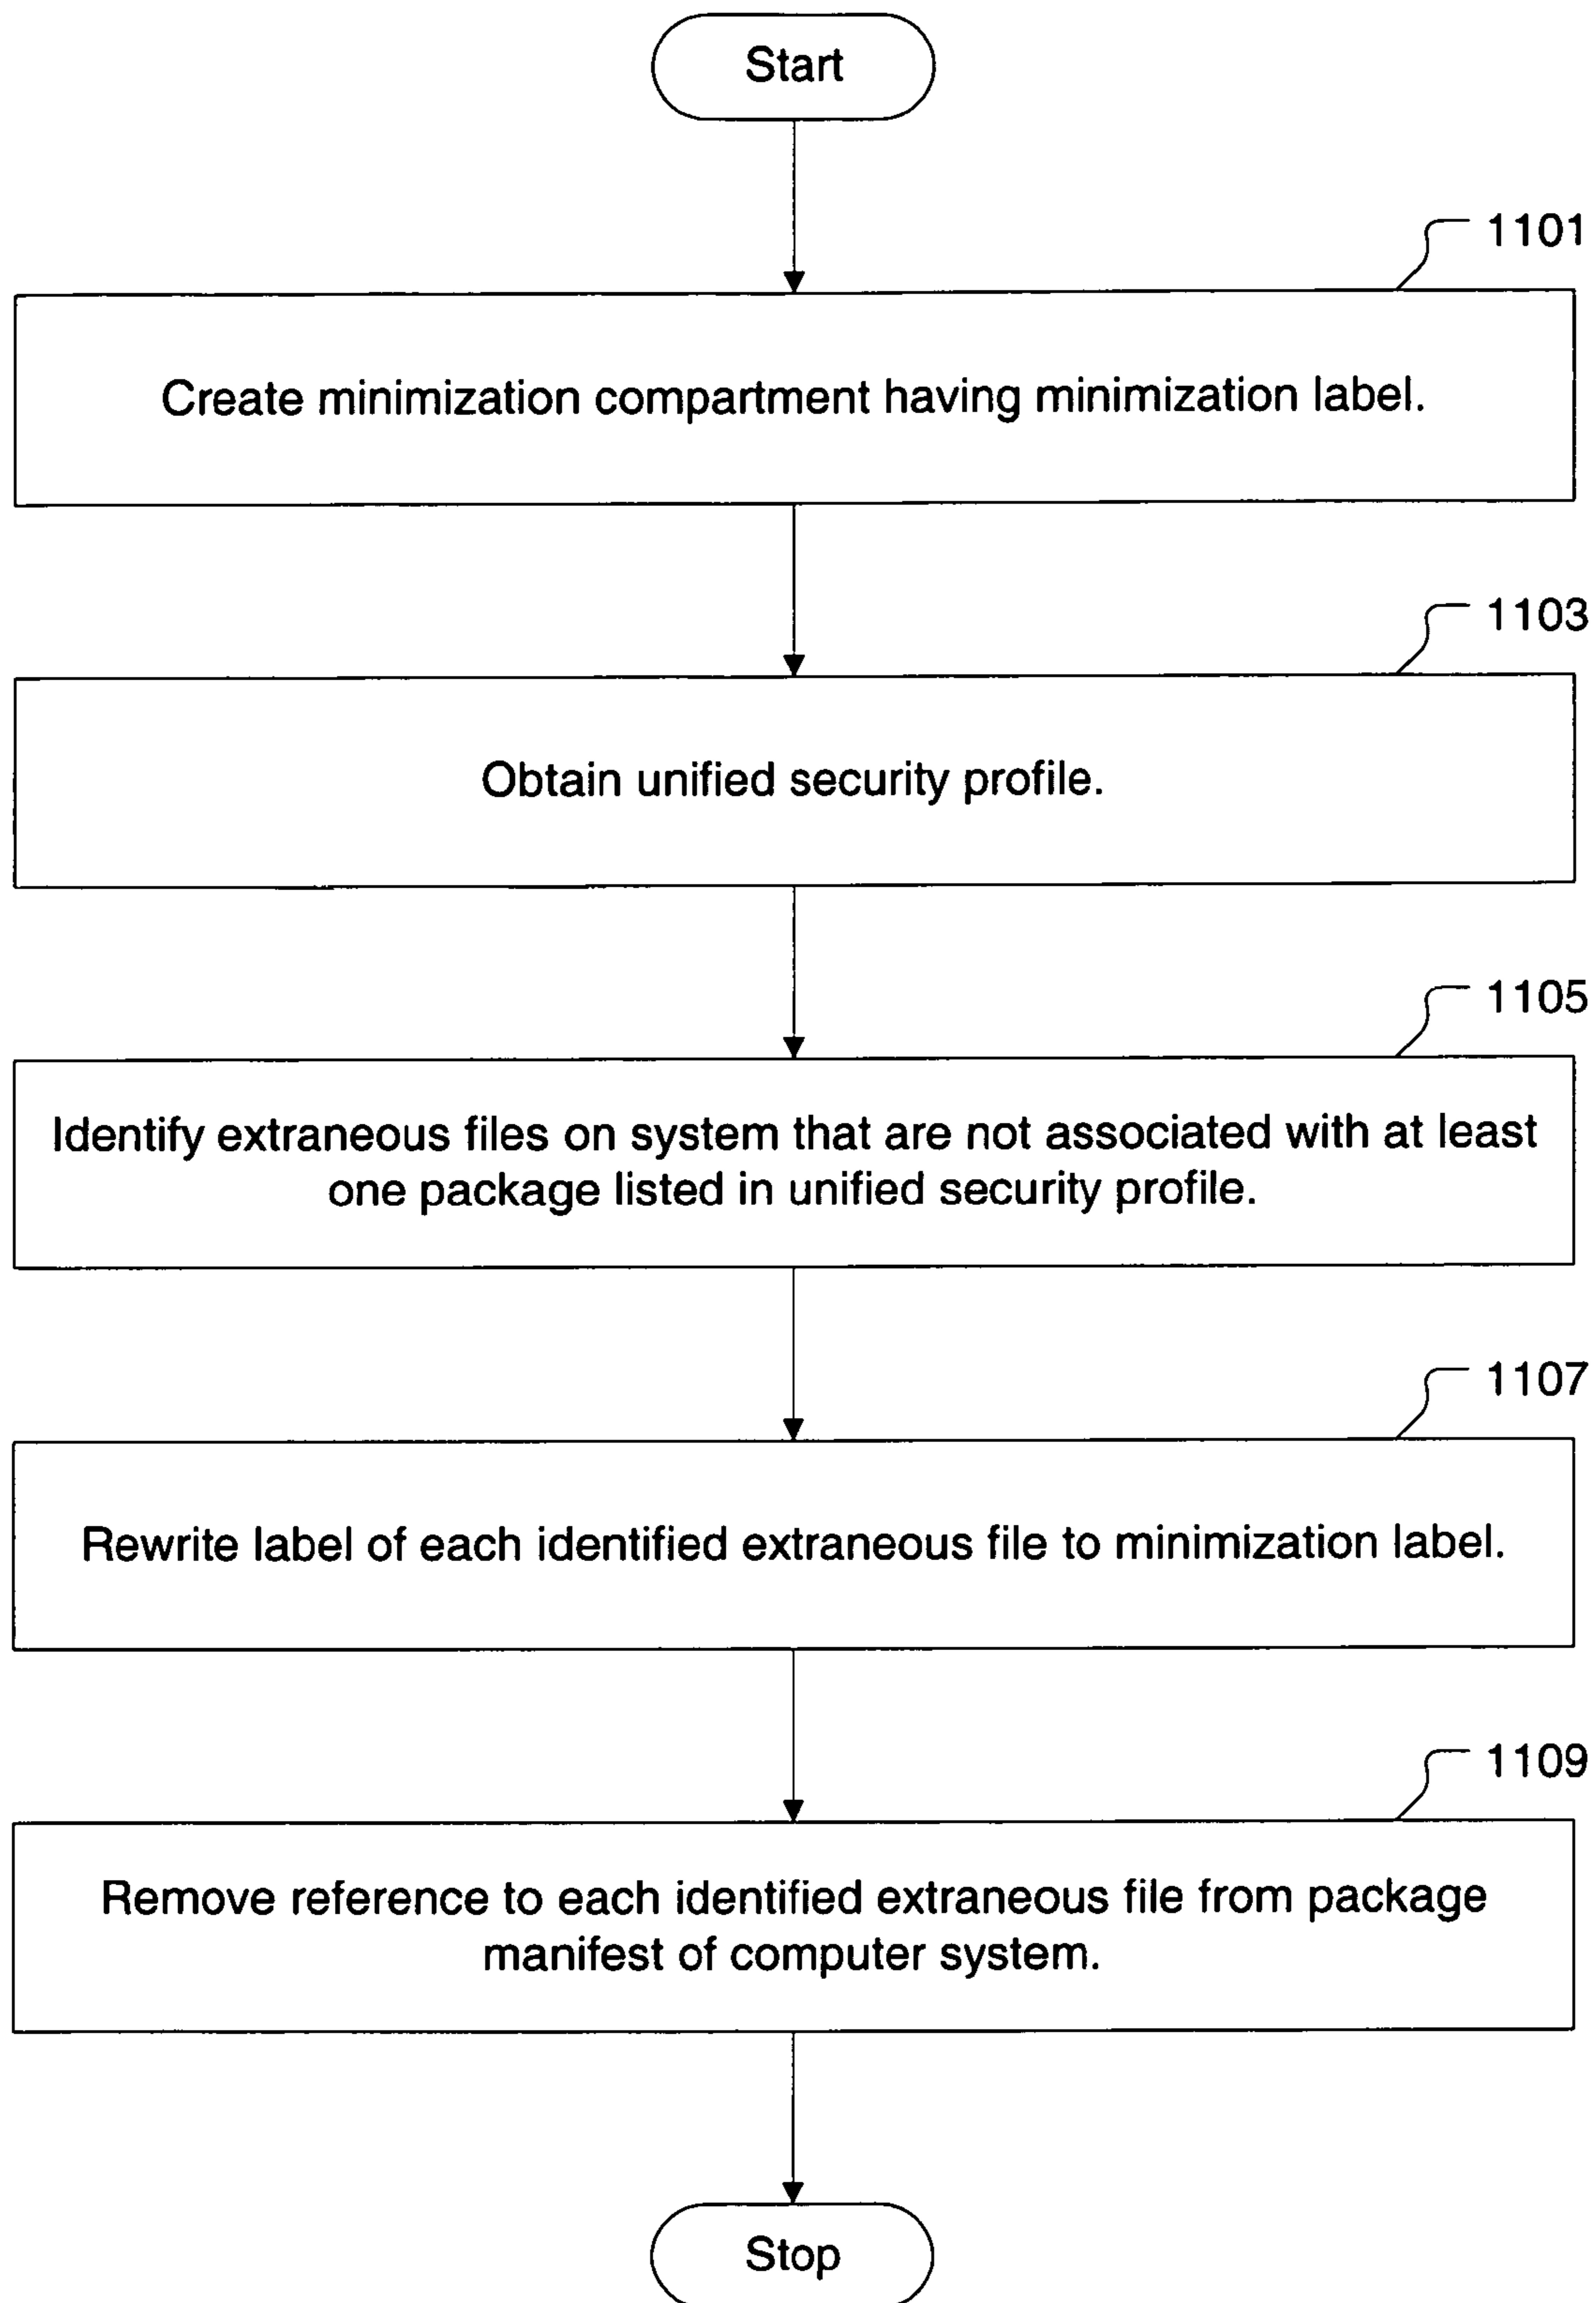 Start
1101
Create minimization compartment having minimization label.
1103
Obtain unified security profile.
1105
Identify extraneous files on system that are not associated with at least
one package listed in unified security profile.
1107
Rewrite label of each identified extraneous file to minimization label.
1109
Remove reference to each identified extraneous file from package
manifest of computer system.
Stop